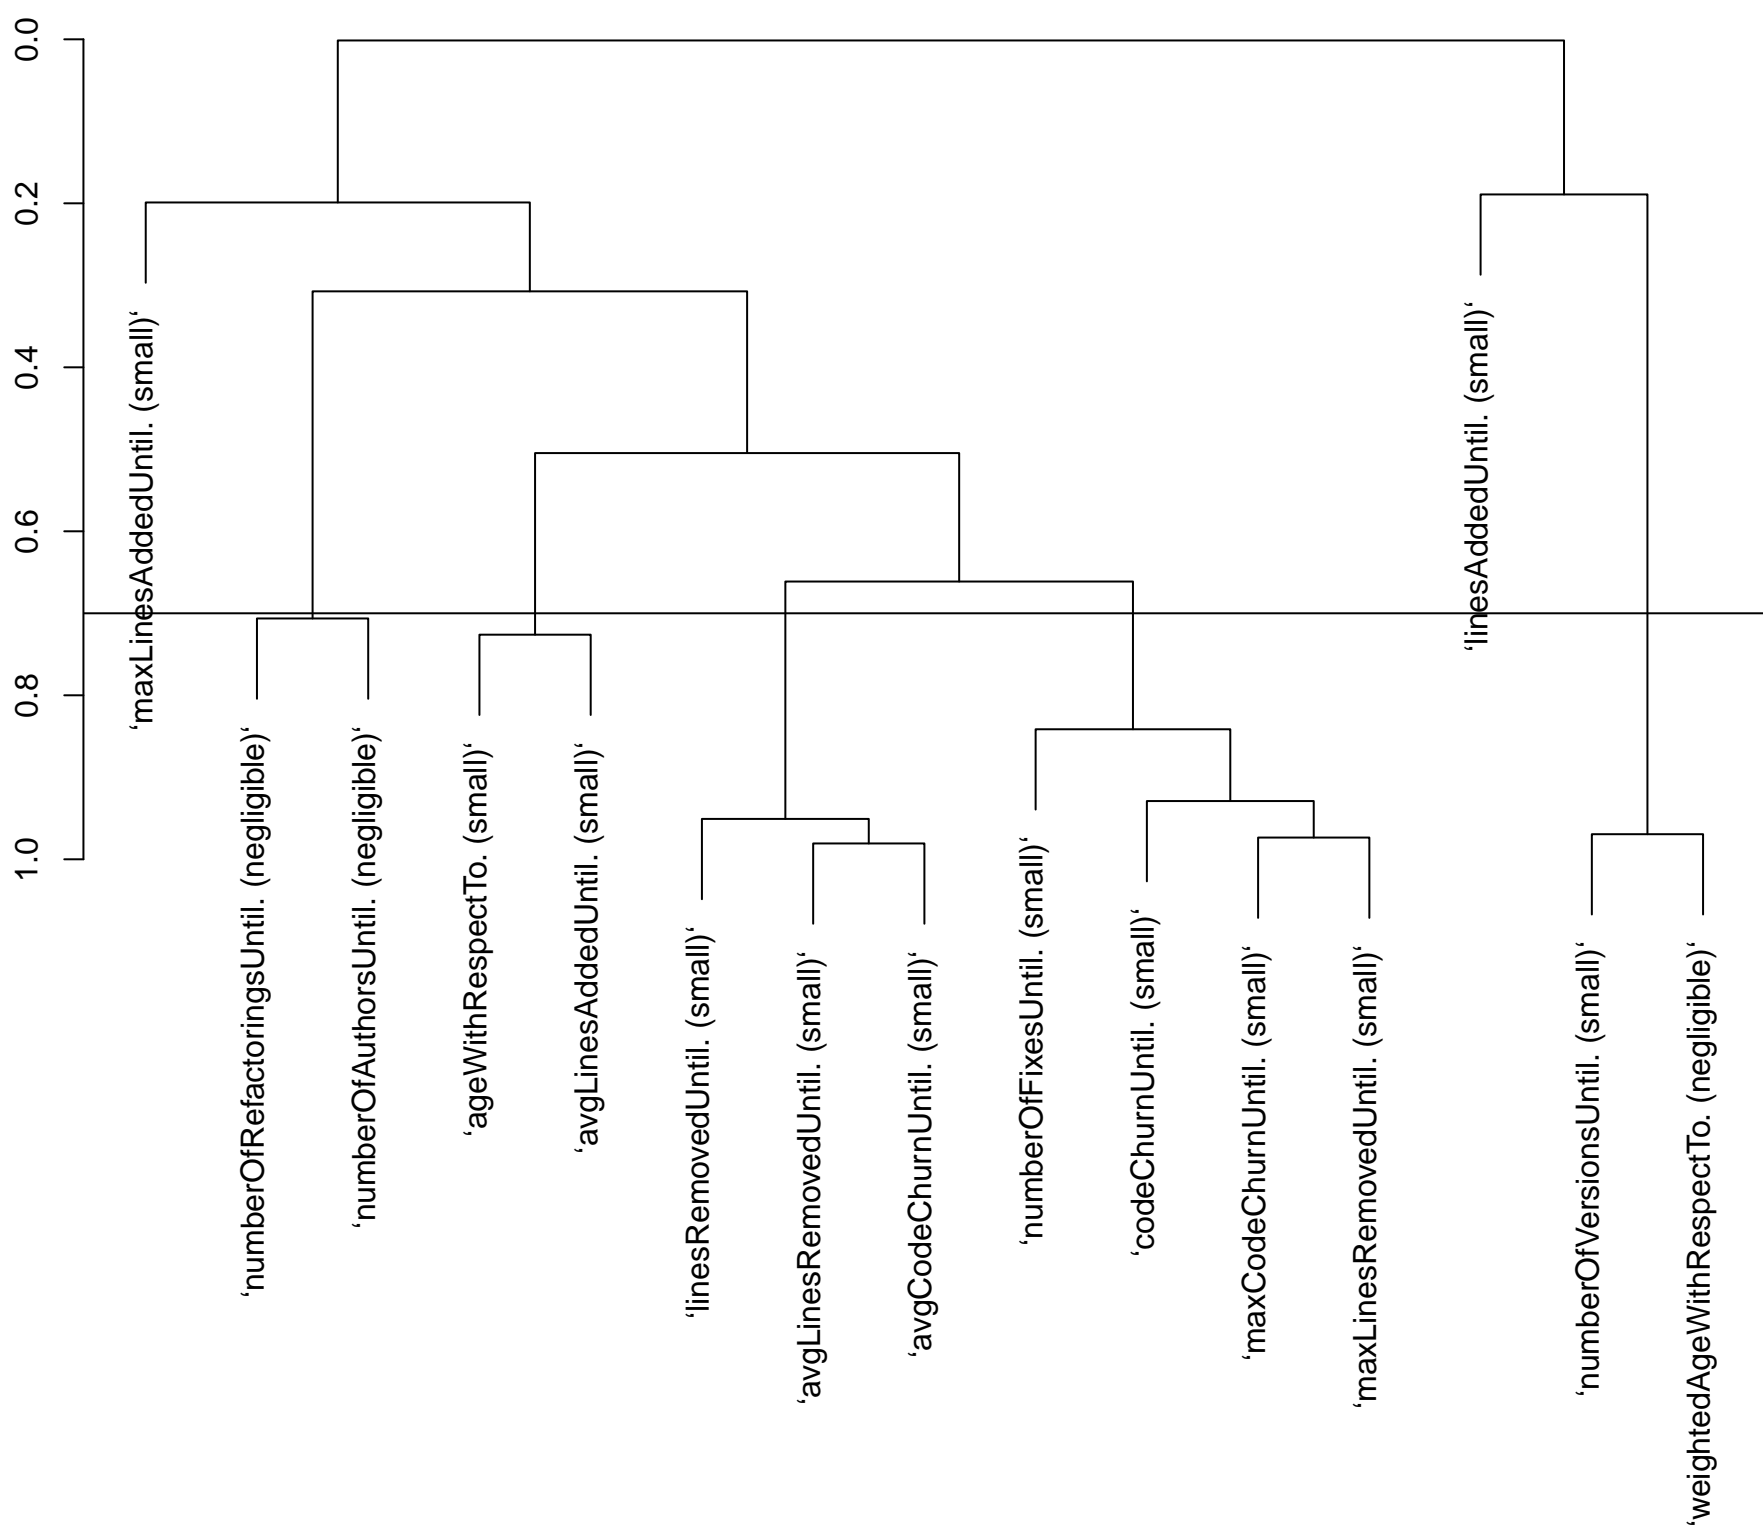 0.0
0.2
0.4
0.6
0.8
1.0
‘maxLinesAddedUntil. (small)‘
‘numberOfRefactoringsUntil. (negligible)‘
‘numberOfAuthorsUntil. (negligible)‘
‘ageWithRespectTo. (small)‘
‘avgLinesAddedUntil. (small)‘
‘linesRemovedUntil. (small)‘
‘avgLinesRemovedUntil. (small)‘
‘avgCodeChurnUntil. (small)‘
‘numberOfFixesUntil. (small)‘
‘codeChurnUntil. (small)‘
‘maxCodeChurnUntil. (small)‘
‘maxLinesRemovedUntil. (small)‘
‘linesAddedUntil. (small)‘
‘numberOfVersionsUntil. (small)‘
‘weightedAgeWithRespectTo. (negligible)‘